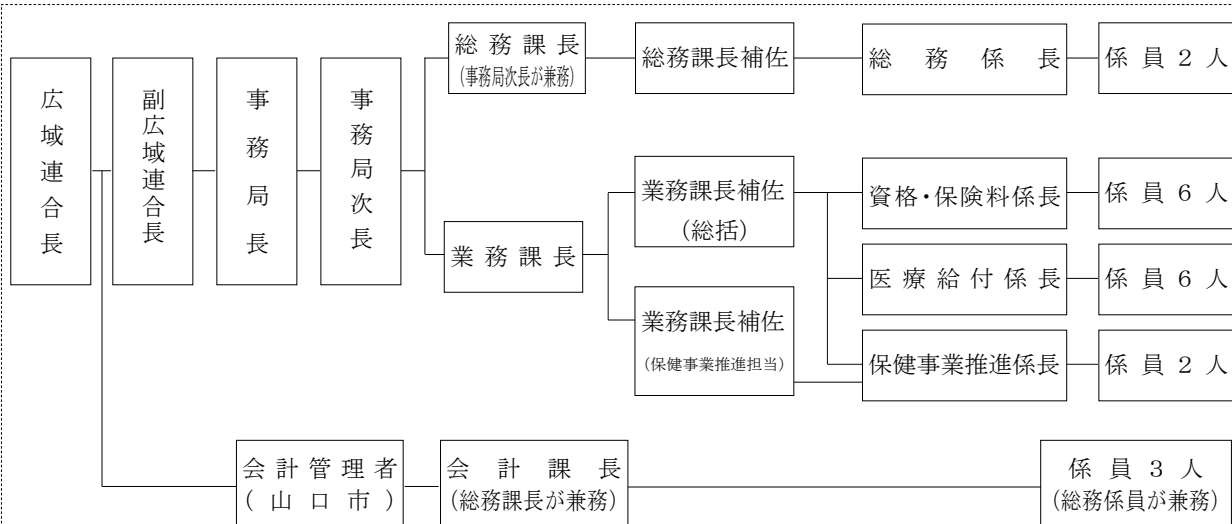 広域連合長
副広域連合長
事務局長
事務局次長
総務課長
(事務局次長が兼務)
総務課長補佐
総務係長
係員2人
業務課長
業務課長補佐
(総括)
資格・保険料係長
係員6人
医療給付係長
係員6人
業務課長補佐
(保健事業推進担当)
保健事業推進係長
係員2人
会計管理者
(山口市)
会計課長
(総務課長が兼務)
係員3人
(総務係員が兼務)